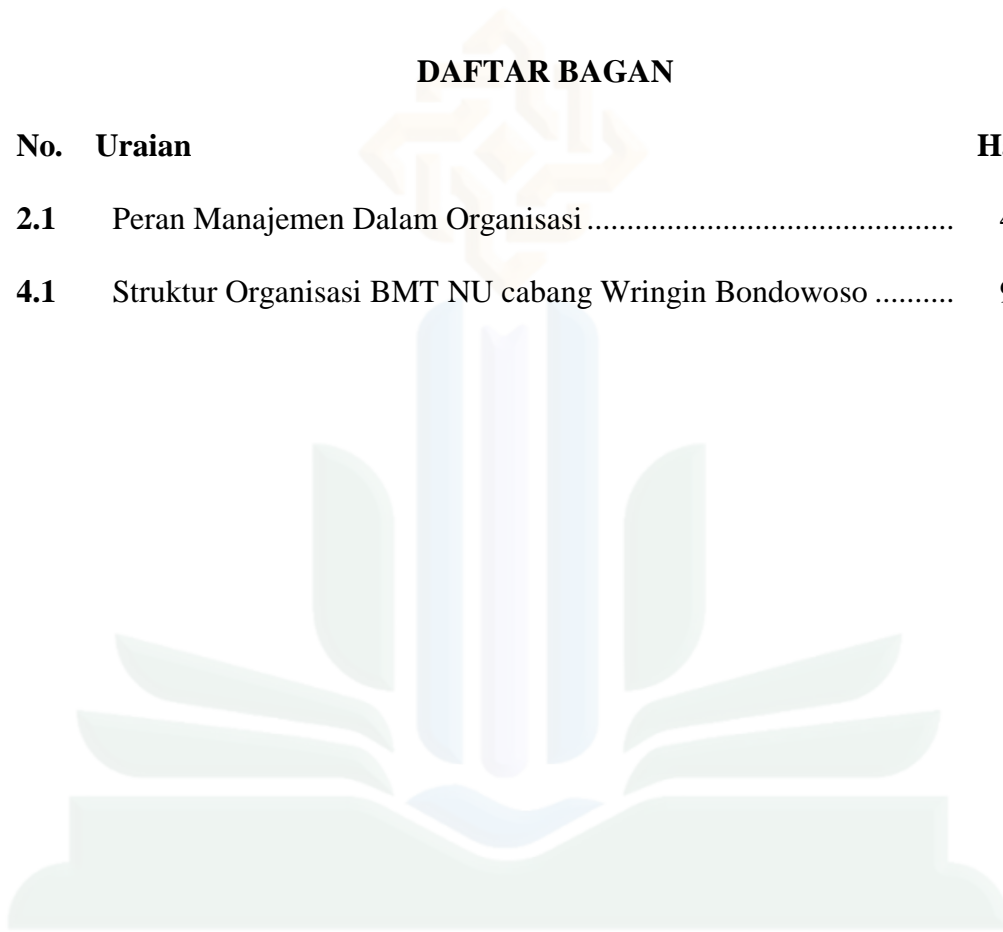 DAFTAR BAGAN
No. Uraian
2.1 Peran Manajemen Dalam Organisasi ..............................................
4.1 Struktur Organisasi BMT NU cabang Wringin Bondowoso ..........